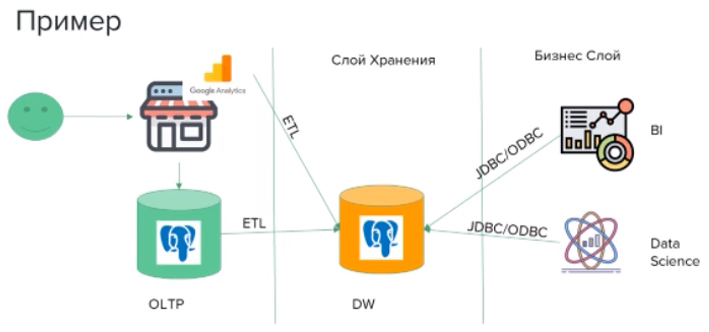 Пример
Слой Хранения
Бизнес Слой
Google Analytics
ETL
JDBC/ODBC
BI
ETL
JDBC/ODBC
Data
Science
OLTP
DW